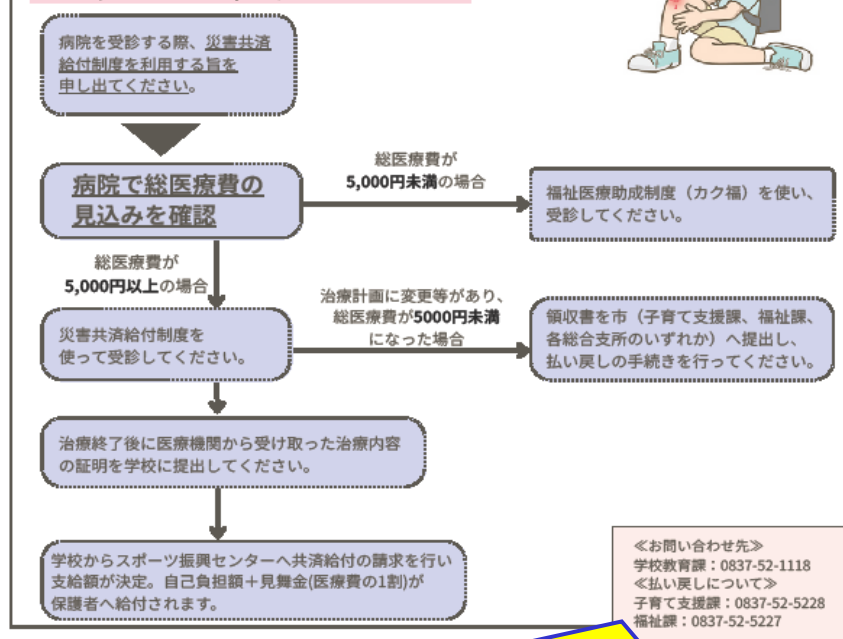 病院を受診する際、災害共済
給付制度を利用する旨を
申し出てください。
病院で総医療費の
見込みを確認
総医療費が
5,000円未満の場合
福祉医療助成制度（カク福）を使い、
受診してください。
総医療費が
5,000円以上の場合
災害共済給付制度を
使って受診してください。
治療計画に変更等があり、
総医療費が5000円未満
になった場合
領収書を市（子育て支援課、福祉課、
各総合支所のいずれか）へ提出し、
払い戻しの手続きを行ってください。
治療終了後に医療機関から受け取った治療内容
の証明を学校に提出してください。
学校からスポーツ振興センターへ共済給付の請求を行い
支給額が決定。自己負担額＋見舞金(医療費の1割)が
保護者へ給付されます。
≪お問い合わせ先≫
学校教育課：0837-52-1118
≪払い戻しについて≫
子育て支援課：0837-52-5228
福祉課：0837-52-5227